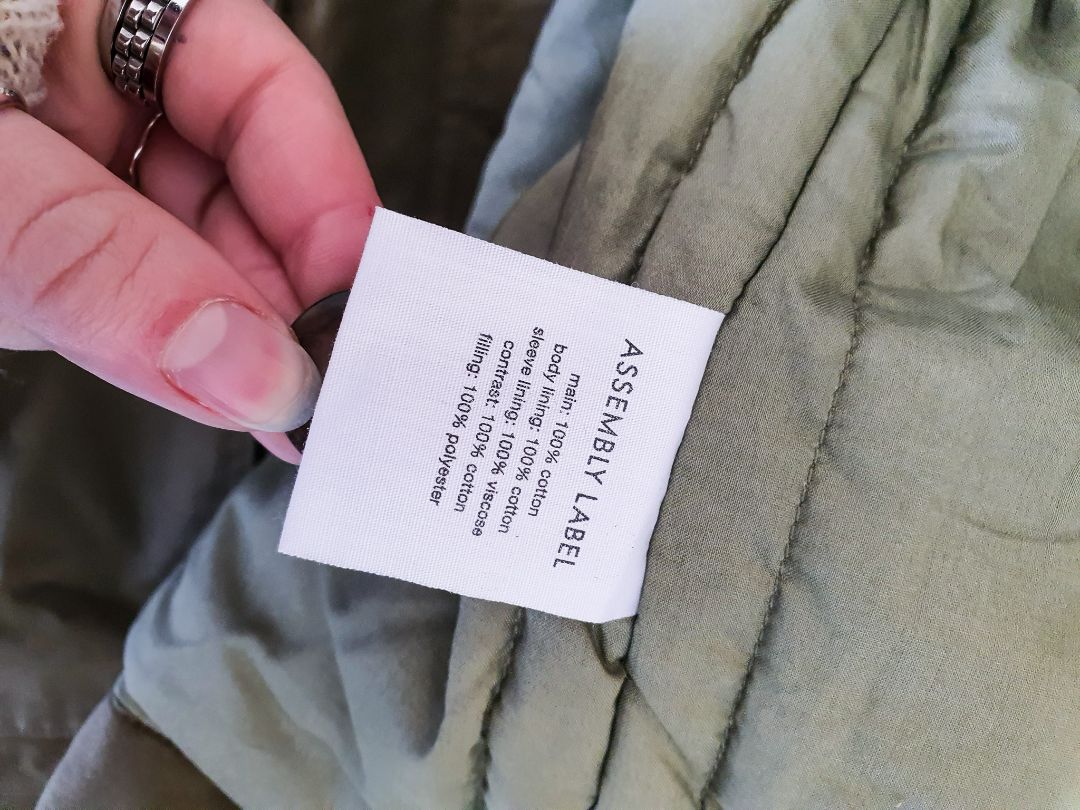 ASSEMBLY LABEL
main: 100% cotton
body lining: 100% cotton
sleeve lining: 100% cotton
contrast: 100% viscose
filling: 100% polyester